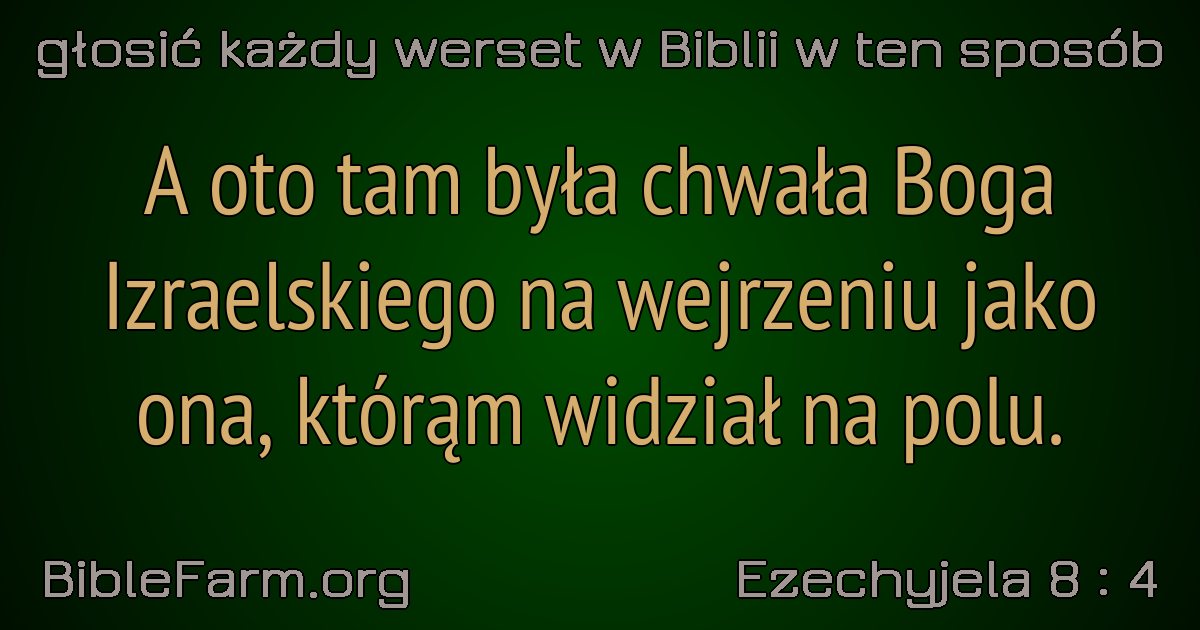 głosić każdy werset w Biblii w ten sposób
A oto tam była chwała Boga
Izraelskiego na wejrzeniu jako
ona, którąm widział na polu.
BibleFarm.org
Ezechyjela 8 : 4